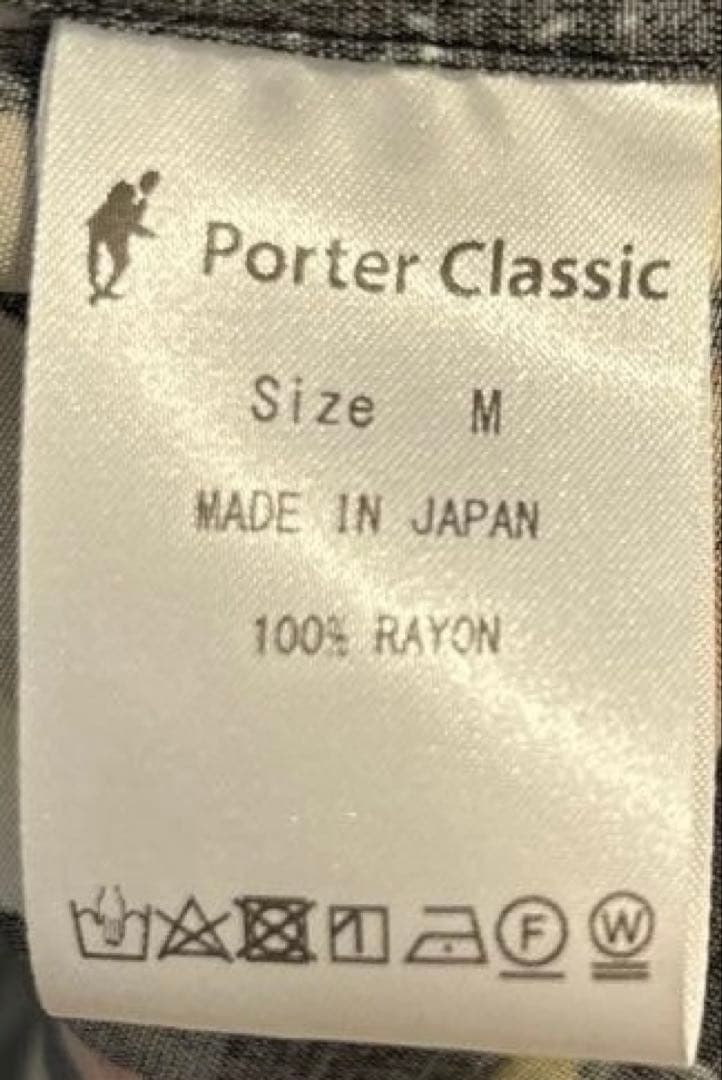 Porter Classic
Size M
MADE IN JAPAN
100% RAYON
F W